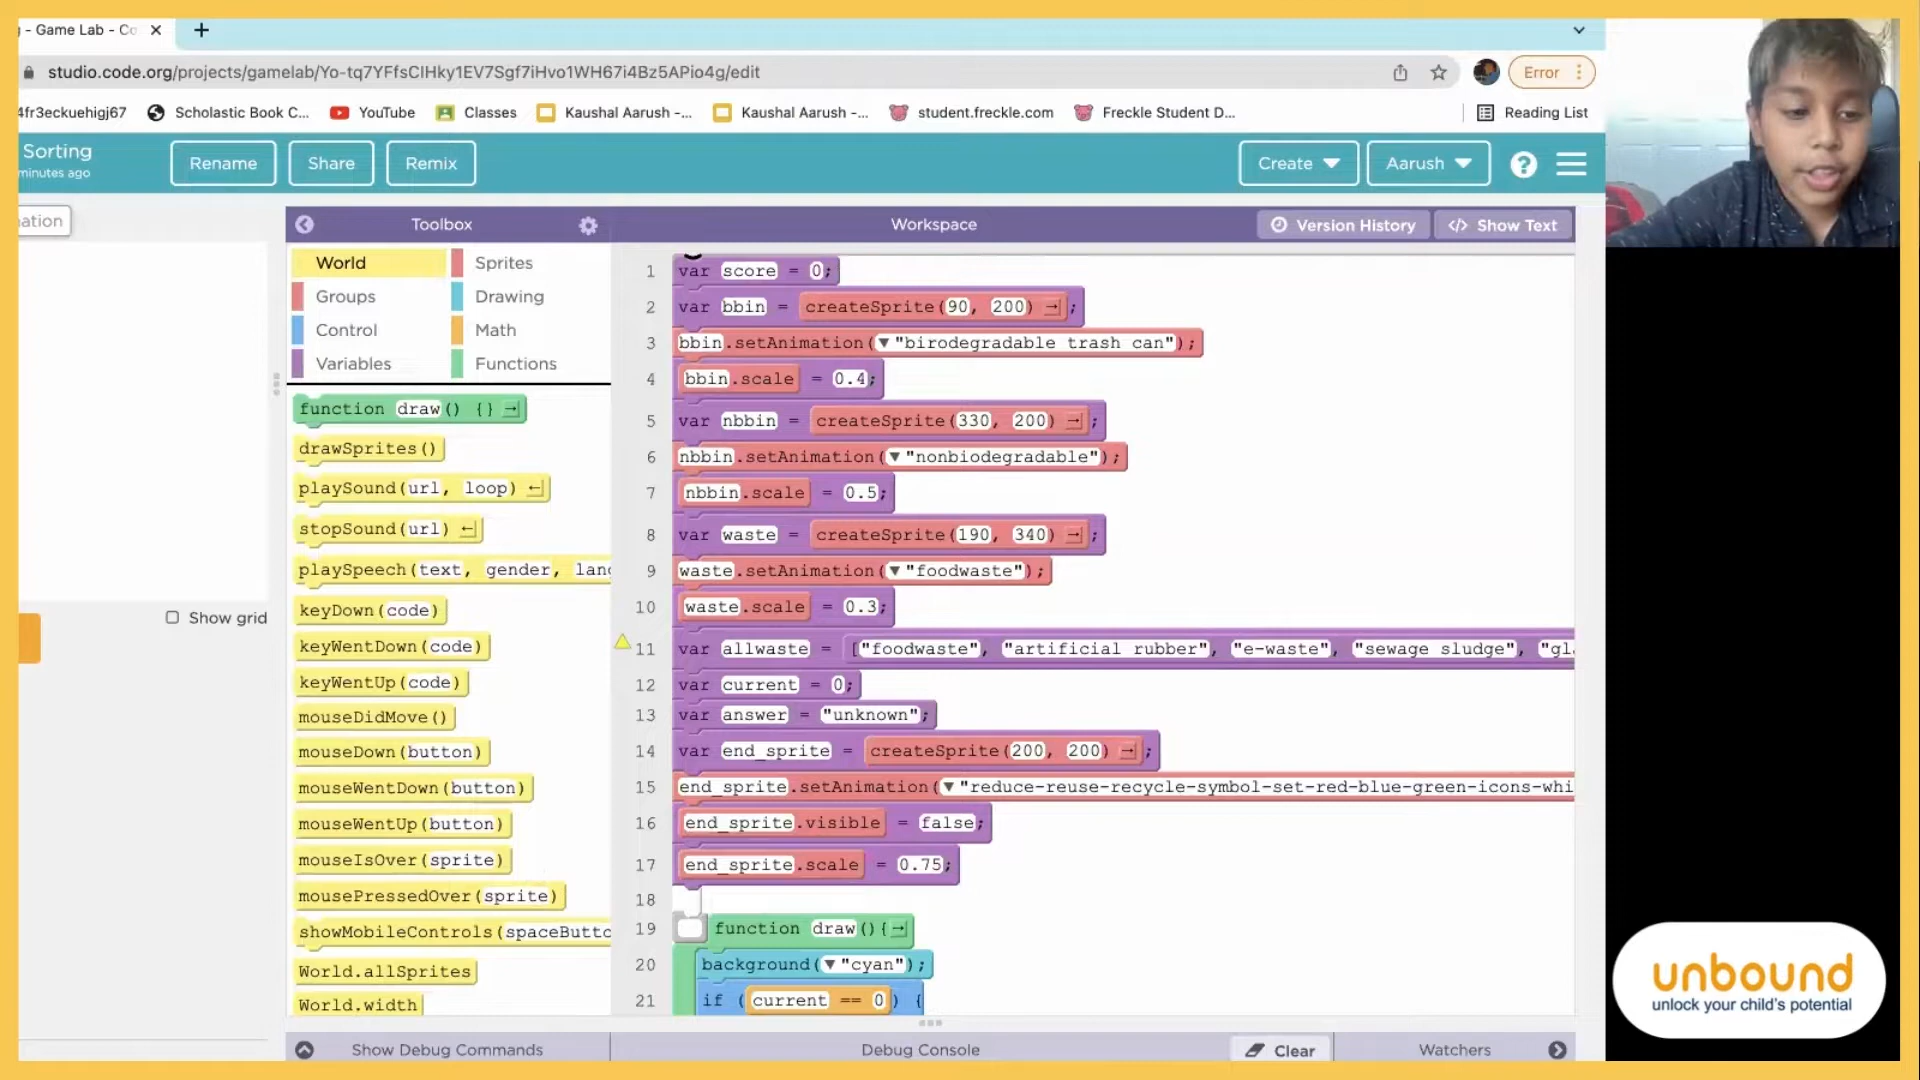 - Game Lab - Co
studio.code.org/projects/gamelab/Yo-tq7YFfsCIHky1EV7Sgf7iHvo1WH67i4Bz5APio4g/edit
Error
4fr3eckuehigj67
Scholastic Book C...
YouTube
Classes
Kaushal Aarush -...
Kaushal Aarush -...
student.freckle.com
Freckle Student D...
Reading List
Sorting
minutes ago
Rename
Share
Remix
Create
Aarush
?
ation
Toolbox
Workspace
Version History
</> Show Text
World
Sprites
Groups
Drawing
Control
Math
Variables
Functions
function draw() {}
drawSprites()
playSound(url, loop)
stopSound(url)
playSpeech(text, gender, lang
keyDown(code)
keyWentDown(code)
keyWentUp(code)
mouseDidMove()
mouseDown(button)
mouseWentDown(button)
mouseWentUp(button)
mouseIsOver(sprite)
mousePressedOver(sprite)
showMobileControls(spaceButto
World.allSprites
World.width
Show grid
1 var score = 0;
2 var bbin = createSprite(90, 200);
3 bbin.setAnimation("birodegradable trash can");
4 bbin.scale = 0.4;
5 var nbbin = createSprite(330, 200);
6 nbbin.setAnimation("nonbiodegradable");
7 nbbin.scale = 0.5;
8 var waste = createSprite(190, 340);
9 waste.setAnimation("foodwaste");
10 waste.scale = 0.3;
11 var allwaste = ["foodwaste", "artificial rubber", "e-waste", "sewage sludge", "gl
12 var current = 0;
13 var answer = "unknown";
14 var end_sprite = createSprite(200, 200);
15 end_sprite.setAnimation("reduce-reuse-recycle-symbol-set-red-blue-green-icons-whi
16 end_sprite.visible = false;
17 end_sprite.scale = 0.75;
18
19 function draw(){
20 background("cyan");
21 if (current == 0) {
Show Debug Commands
Debug Console
Clear
Watchers
unbound
unlock your child's potential